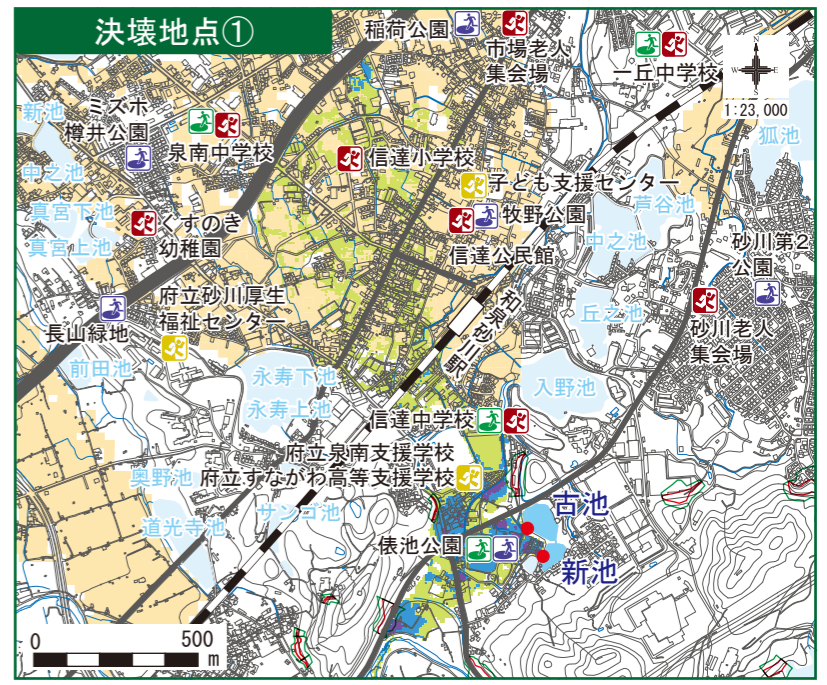 決壊地点①
稲荷公園
市場老人
集会場
一丘中学校
N
W
E
S
1:23,000
新池
ミズホ
樽井公園
泉南中学校
信達小学校
狐池
中之池
子ども支援センター
芦谷池
真宮下池
くすのき
幼稚園
牧野公園
真宮上池
中之池
砂川第2
公園
信達公民館
府立砂川厚生
福祉センター
和泉砂川駅
丘之池
長山緑地
砂川老人
集会場
前田池
永寿下池
入野池
永寿上池
信達中学校
府立泉南支援学校
奥野池
府立すながわ高等支援学校
サンゴ池
古池
道光寺池
俵池公園
新池
0
500
m